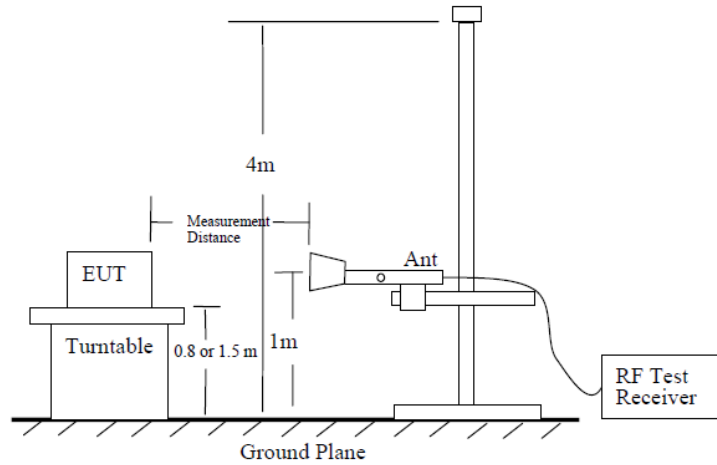 4m
Measurement
Distance
EUT
Ant
Turntable
0.8 or 1.5 m
1m
RF Test
Receiver
Ground Plane